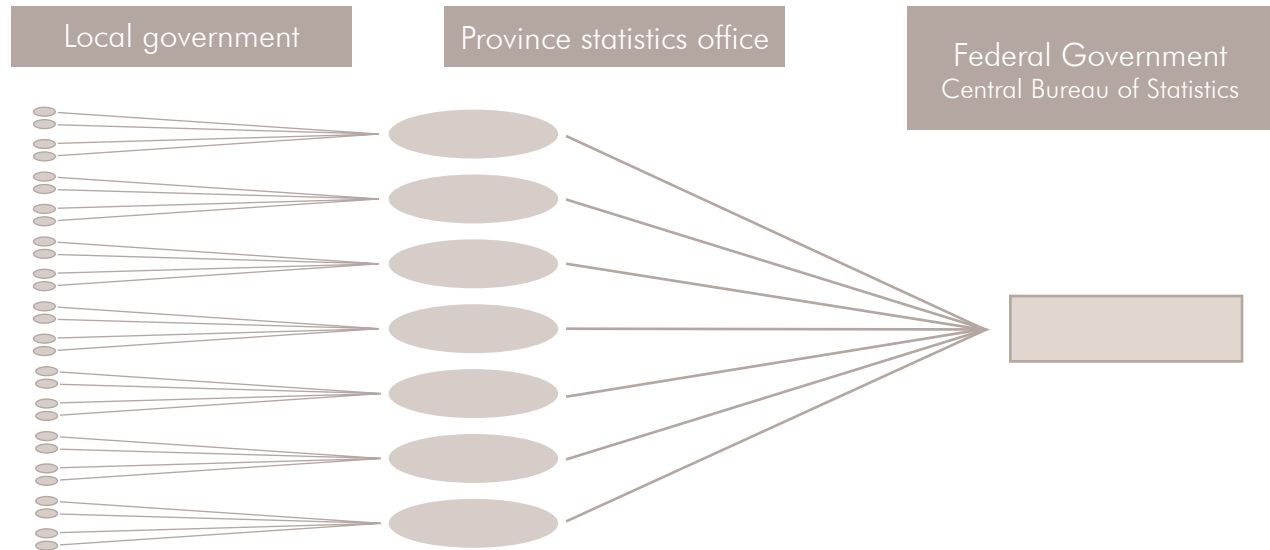 Local government
Province statistics office
Federal Government
Central Bureau of Statistics